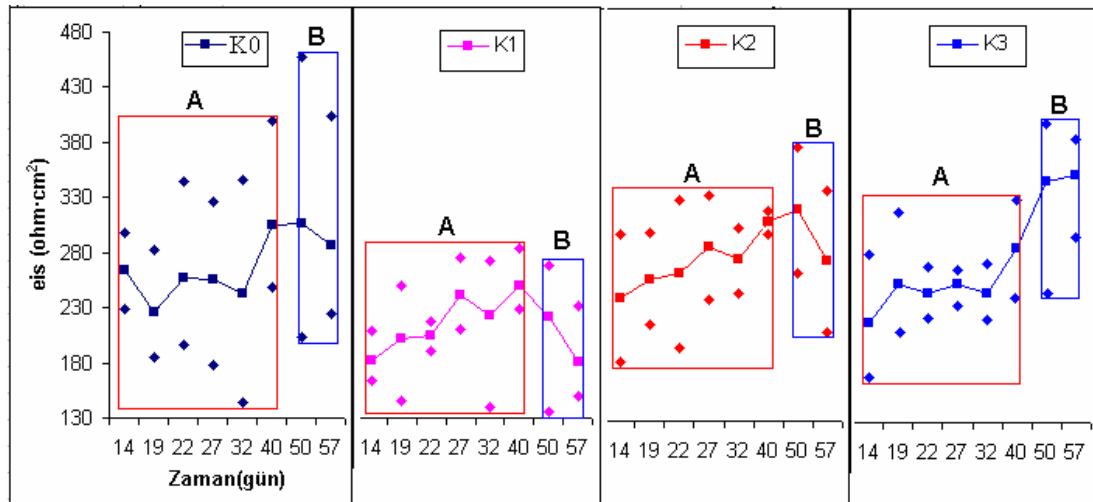 K0
K1
K2
K3
A
B
A
B
A
B
A
B
480
430
380
330
280
230
180
130
eis (ohm·cm²)
14 19 22 27 32 40 50 57
14 19 22 27 32 40 50 57
14 19 22 27 32 40 50 57
14 19 22 27 32 40 50 57
Zaman(gün)